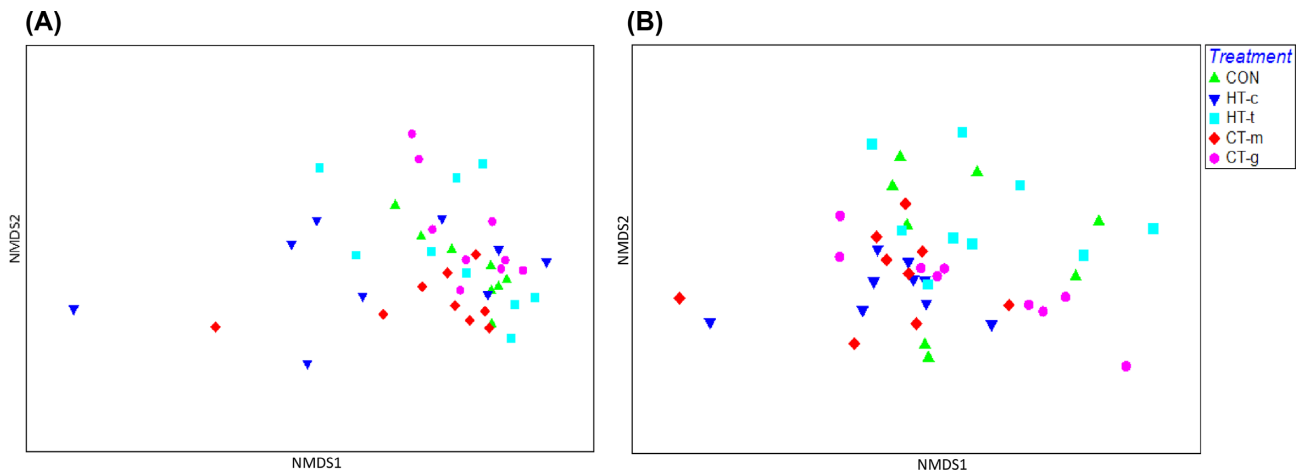 (A)
NMDS2
NMDS1
(B)
NMDS2
NMDS1
Treatment
CON
HT-c
HT-t
CT-m
CT-g